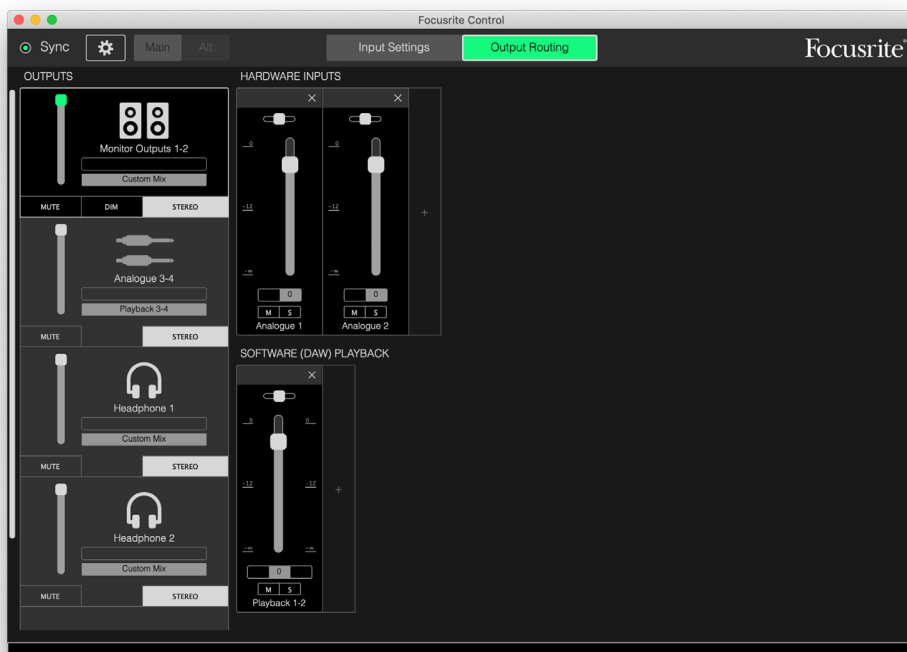 Focusrite Control
Sync
Main
Alt
Input Settings
Output Routing
Focusrite®
OUTPUTS
Monitor Outputs 1-2
Custom Mix
MUTE DIM STEREO
Analogue 3-4
Playback 3-4
MUTE STEREO
Headphone 1
Custom Mix
MUTE STEREO
Headphone 2
Custom Mix
MUTE STEREO
HARDWARE INPUTS
0 0
-12 -12
-∞ -∞
0 0
M S M S
Analogue 1 Analogue 2
+
SOFTWARE (DAW) PLAYBACK
0 0
-12 -12
-∞ -∞
0
M S
Playback 1-2
+